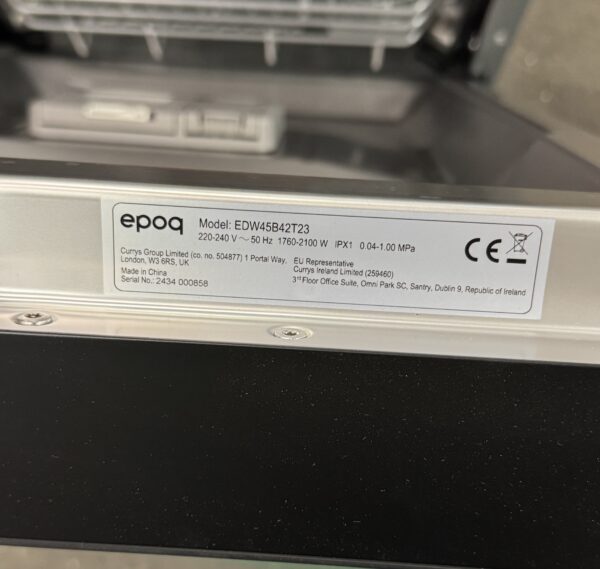 epoq
Model: EDW45B42T23
220-240 V ~ 50 Hz 1760-2100 W IPX1 0.04-1.00 MPa
CE
Currys Group Limited (co. no. 504877) 1 Portal Way,
London, W3 6RS, UK
EU Representative
Currys Ireland Limited (259460)
3rd Floor Office Suite, Omni Park SC, Santry, Dublin 9, Republic of Ireland
Made in China
Serial No.: 2434 000858